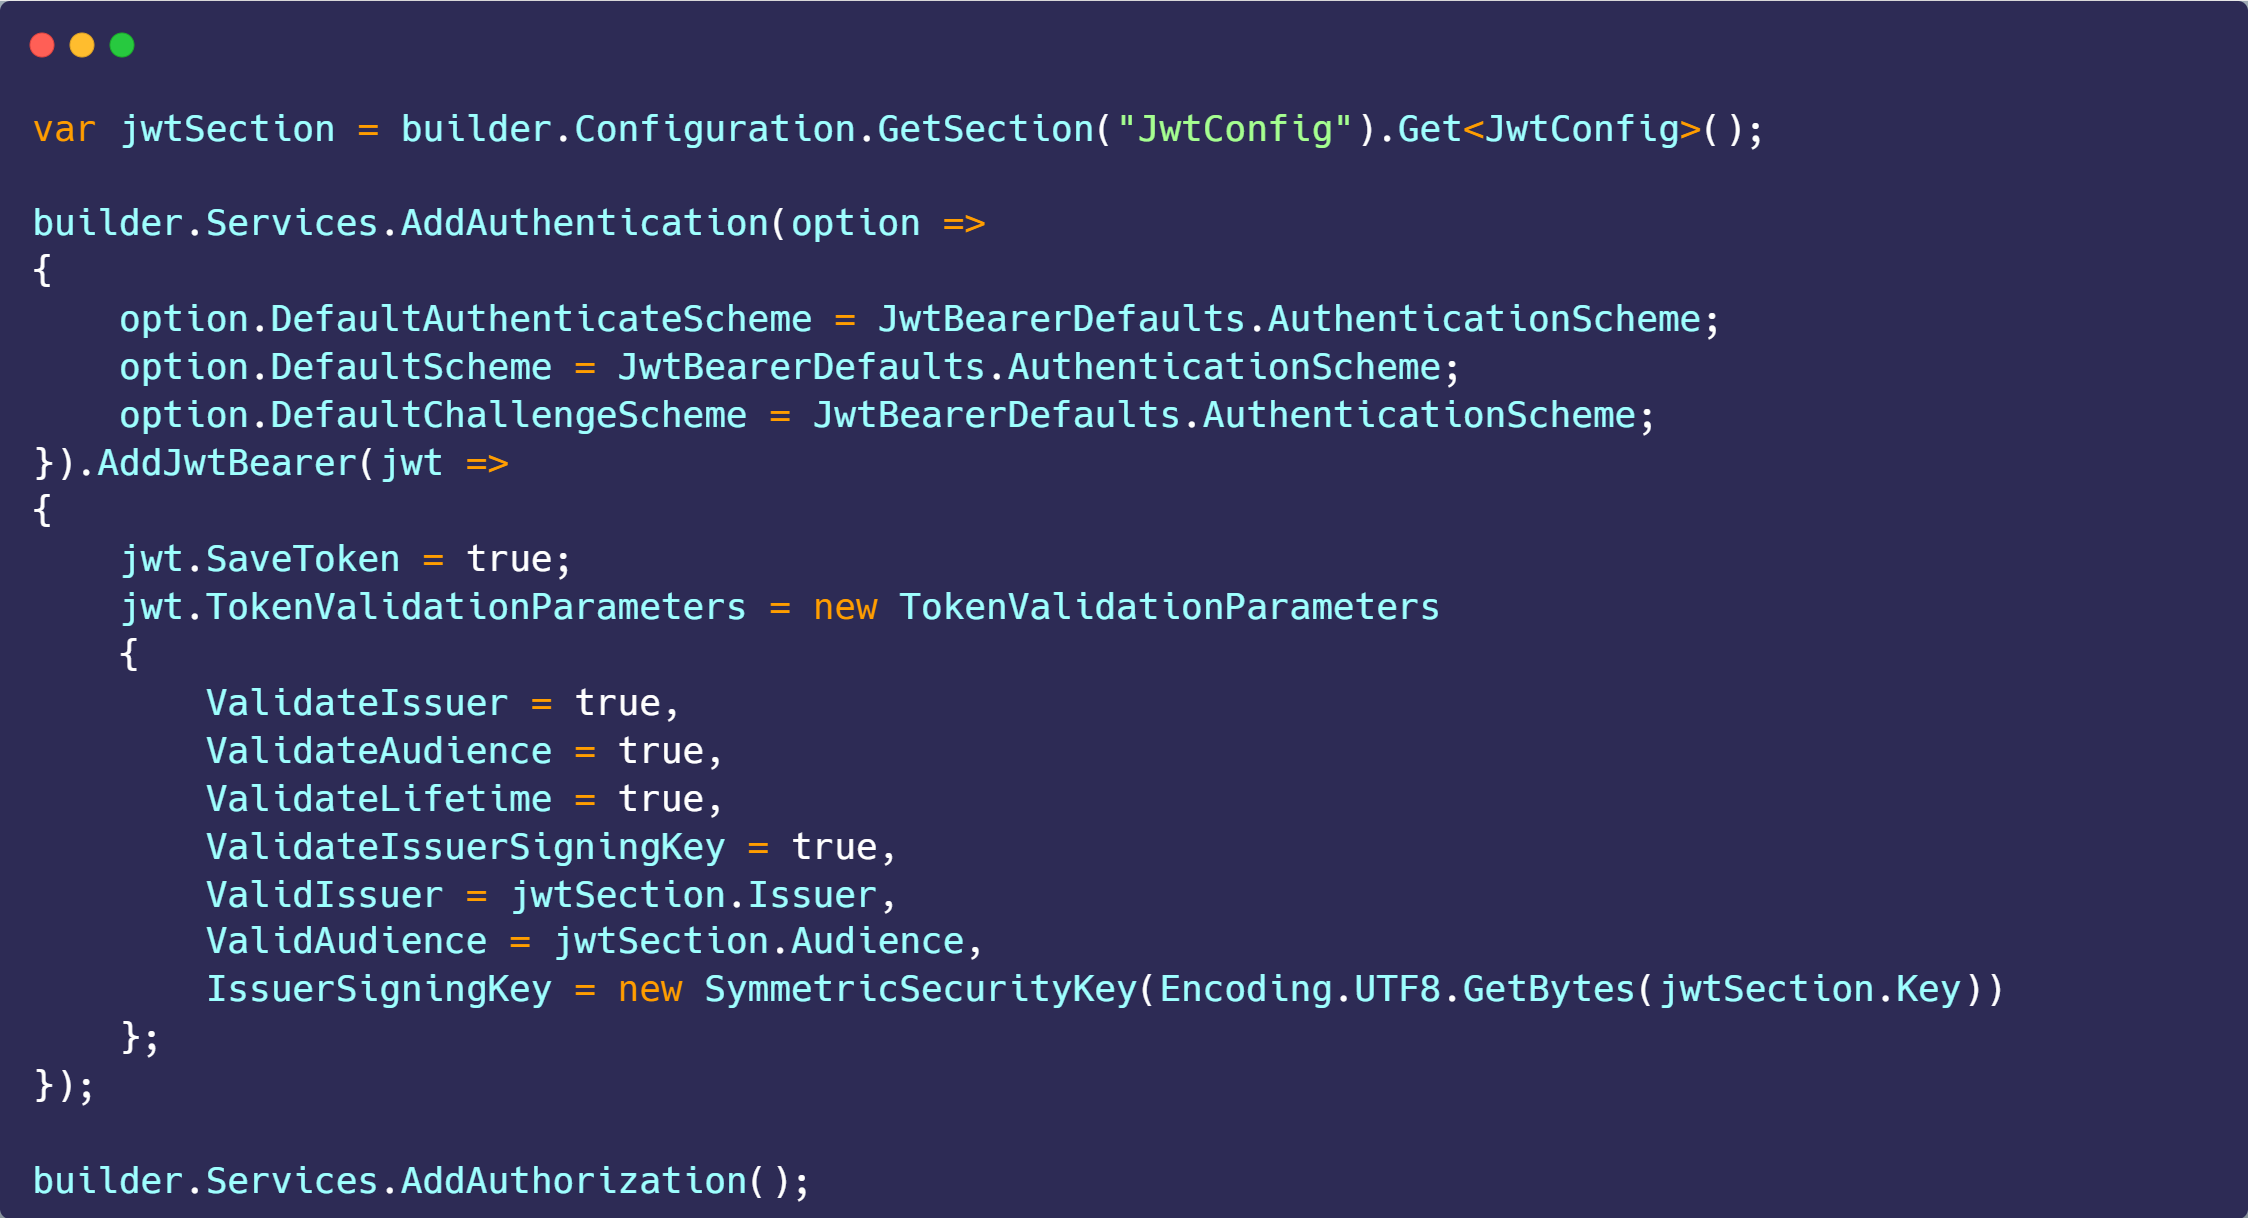 var jwtSection = builder.Configuration.GetSection("JwtConfig").Get<JwtConfig>();
builder.Services.AddAuthentication(option =>
{
    option.DefaultAuthenticateScheme = JwtBearerDefaults.AuthenticationScheme;
    option.DefaultScheme = JwtBearerDefaults.AuthenticationScheme;
    option.DefaultChallengeScheme = JwtBearerDefaults.AuthenticationScheme;
}).AddJwtBearer(jwt =>
{
    jwt.SaveToken = true;
    jwt.TokenValidationParameters = new TokenValidationParameters
    {
        ValidateIssuer = true,
        ValidateAudience = true,
        ValidateLifetime = true,
        ValidateIssuerSigningKey = true,
        ValidIssuer = jwtSection.Issuer,
        ValidAudience = jwtSection.Audience,
        IssuerSigningKey = new SymmetricSecurityKey(Encoding.UTF8.GetBytes(jwtSection.Key))
    };
});
builder.Services.AddAuthorization();